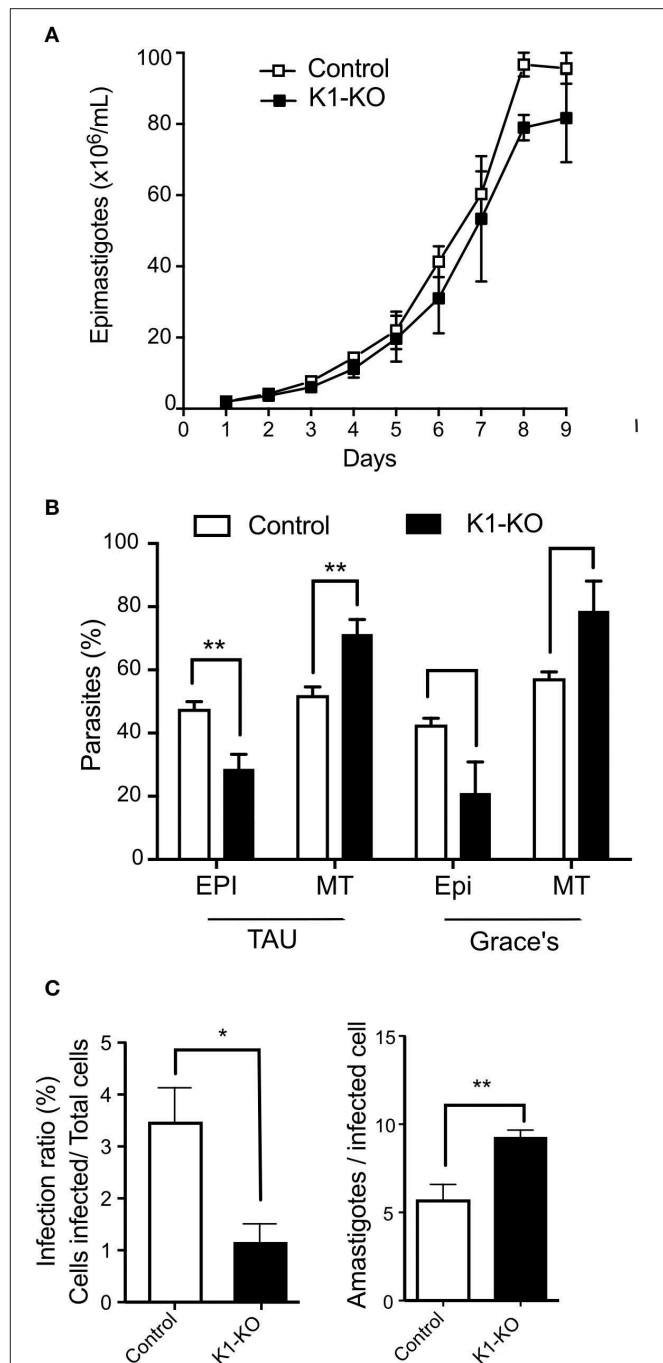 A
Control
K1-KO
Epimastigotes (x10⁶/mL)
100
80
60
40
20
0
0 1 2 3 4 5 6 7 8 9
Days
B
Control K1-KO
Parasites (%)
100
80
60
40
20
0
** **
EPI MT Epi MT
TAU Grace's
C
Infection ratio (%)
Cells infected/ Total cells
5
4
3
2
1
0
*
Control K1-KO
Amastigotes / infected cell
15
10
5
0
**
Control K1-KO